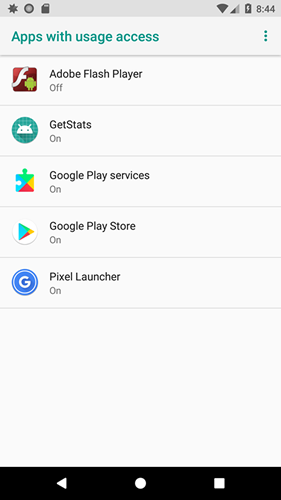 8:44
Apps with usage access
Adobe Flash Player
Off
GetStats
On
Google Play services
On
Google Play Store
On
Pixel Launcher
On